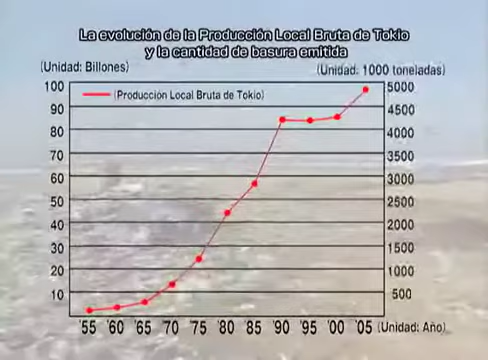 La evolución de la Producción Local Bruta de Tokio
y la cantidad de basura emitida
(Unidad: Billones)
(Unidad: 1000 toneladas)
(Producción Local Bruta de Tokio)
100 5000
90 4500
80 4000
70 3500
60 3000
50 2500
40 2000
30 1500
20 1000
10 500
55 60 65 70 75 80 85 90 95 00 05 (Unidad: Año)